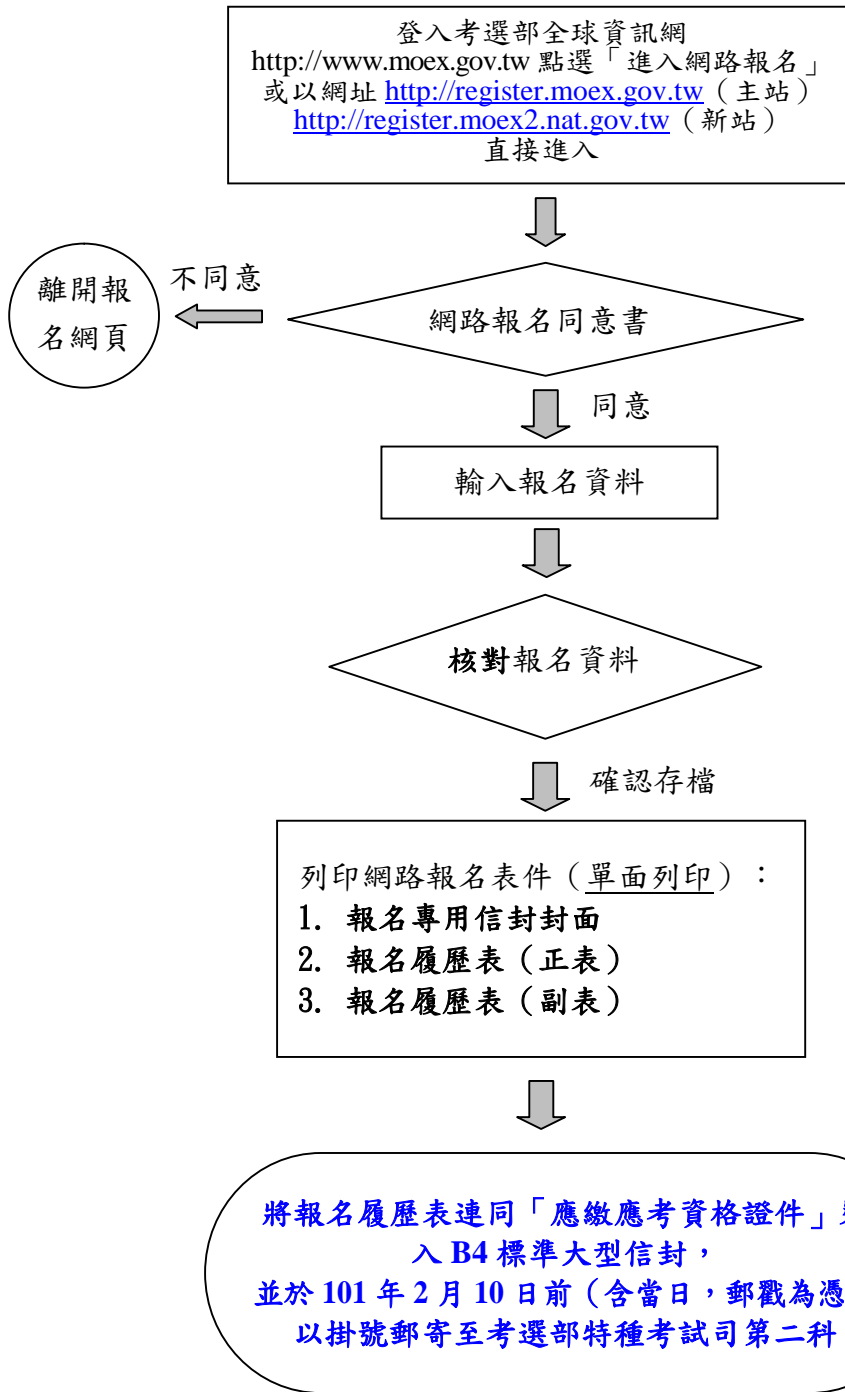 登入考選部全球資訊網
http://www.moex.gov.tw 點選「進入網路報名」
或以網址 http://register.moex.gov.tw（主站）
http://register.moex2.nat.gov.tw（新站）
直接進入
離開報
名網頁
不同意
網路報名同意書
同意
輸入報名資料
核對報名資料
確認存檔
列印網路報名表件（單面列印）：
1. 報名專用信封封面
2. 報名履歷表（正表）
3. 報名履歷表（副表）
將報名履歷表連同「應繳應考資格證件」
入 B4 標準大型信封，
並於 101 年 2 月 10 日前（含當日，郵戳為憑
以掛號郵寄至考選部特種考試司第二科